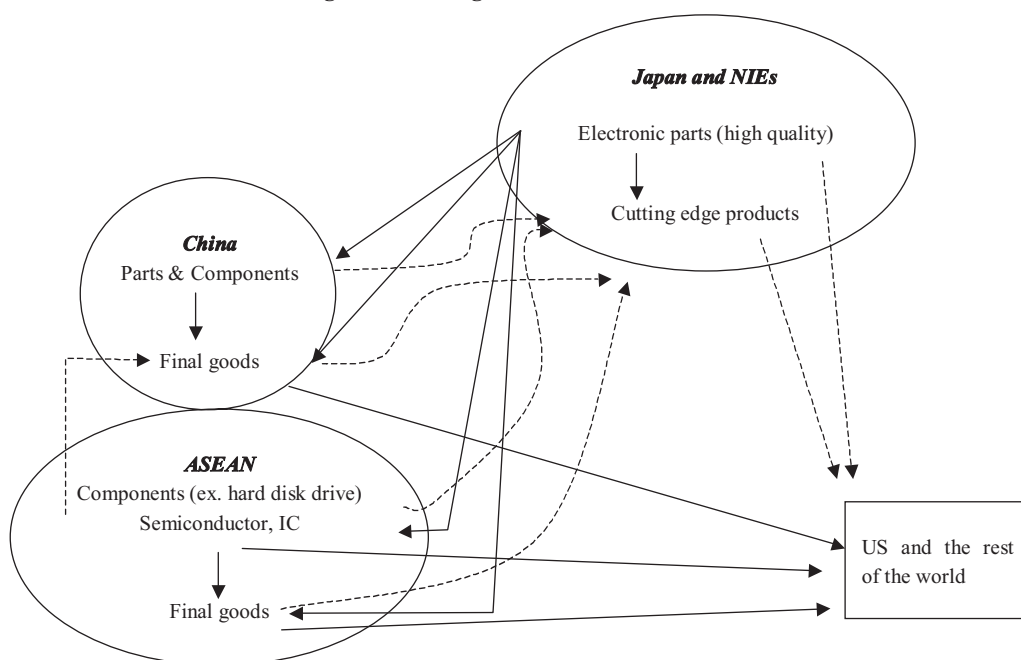 Japan and NIEs
Electronic parts (high quality)
Cutting edge products
China
Parts & Components
Final goods
ASEAN
Components (ex. hard disk drive)
Semiconductor, IC
Final goods
US and the rest
of the world